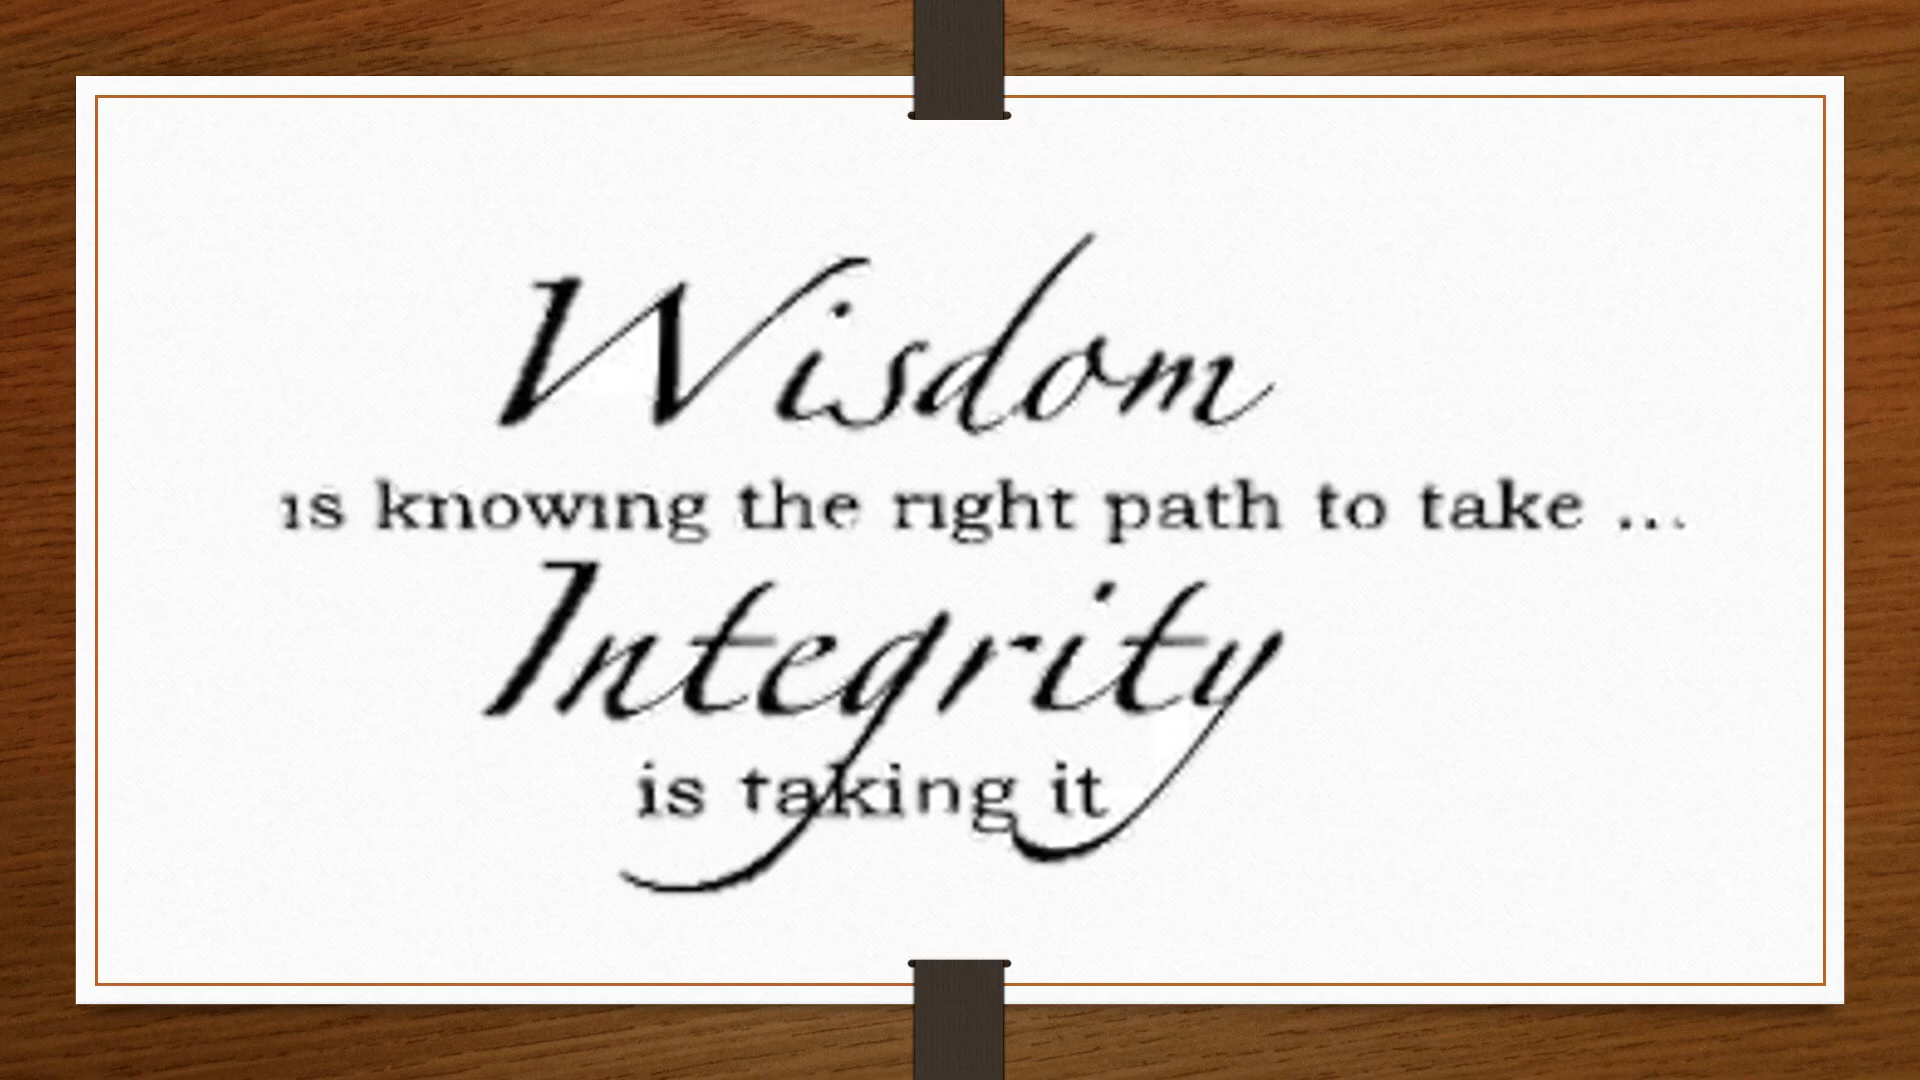 Wisdom
is knowing the right path to take ...
Integrity
is taking it